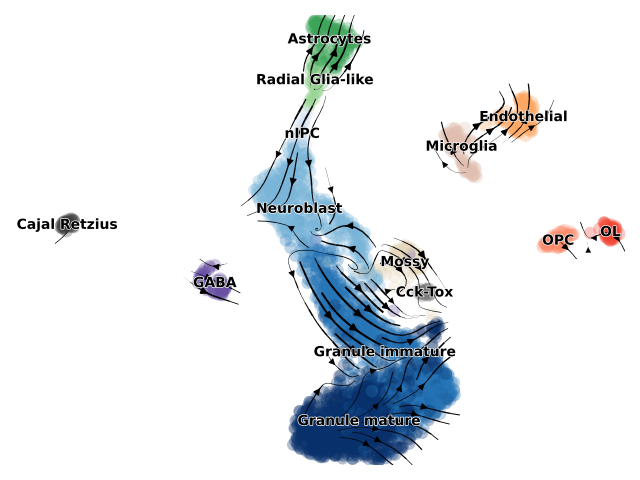 Astrocytes
Radial Glia-like
nIPC
Endothelial
Microglia
Neuroblast
Cajal Retzius
OPC
OL
Mossy
GABA
Cck-Tox
Granule immature
Granule mature